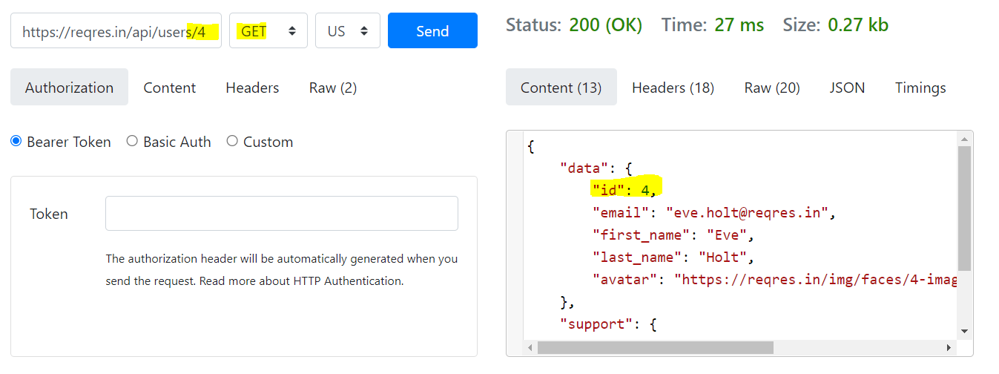 https://reqres.in/api/users/4 GET US Send
Status: 200 (OK) Time: 27 ms Size: 0.27 kb
Authorization Content Headers Raw (2)
Content (13) Headers (18) Raw (20) JSON Timings
Bearer Token Basic Auth Custom
Token
The authorization header will be automatically generated when you
send the request. Read more about HTTP Authentication.
{
"data": {
"id": 4,
"email": "eve.holt@reqres.in",
"first_name": "Eve",
"last_name": "Holt",
"avatar": "https://reqres.in/img/faces/4-imag
},
"support": {